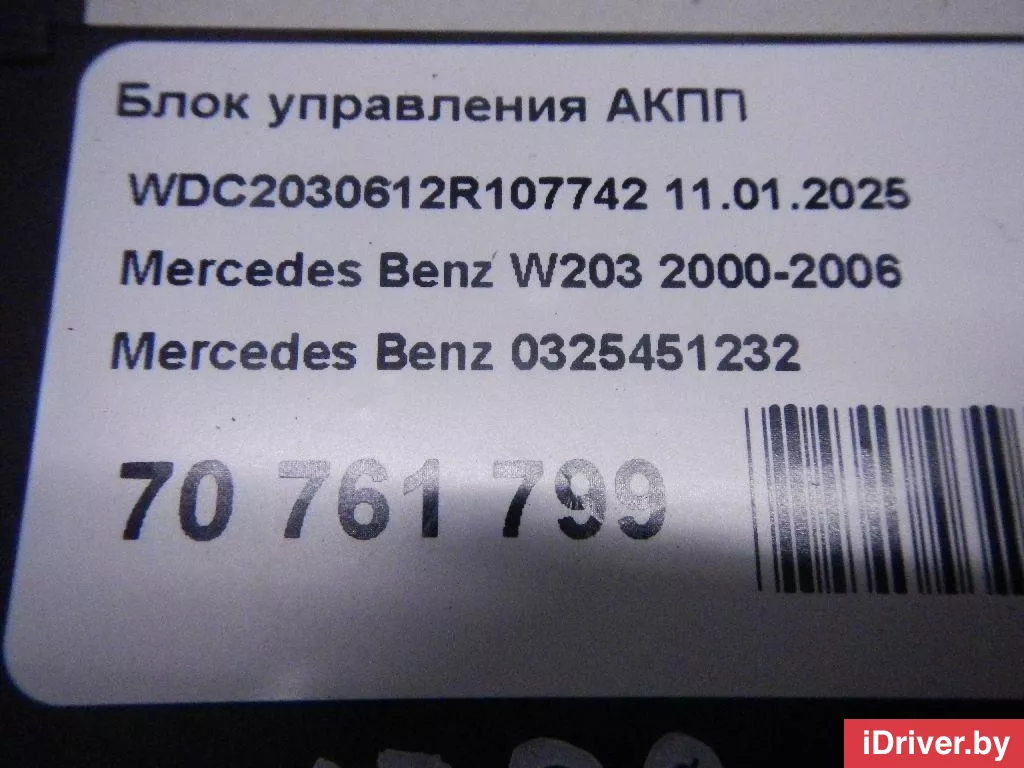 Блок управления АКПП
WDC2030612R107742 11.01.2025
Mercedes Benz W203 2000-2006
Mercedes Benz 0325451232
70 761 799
iDriver.by